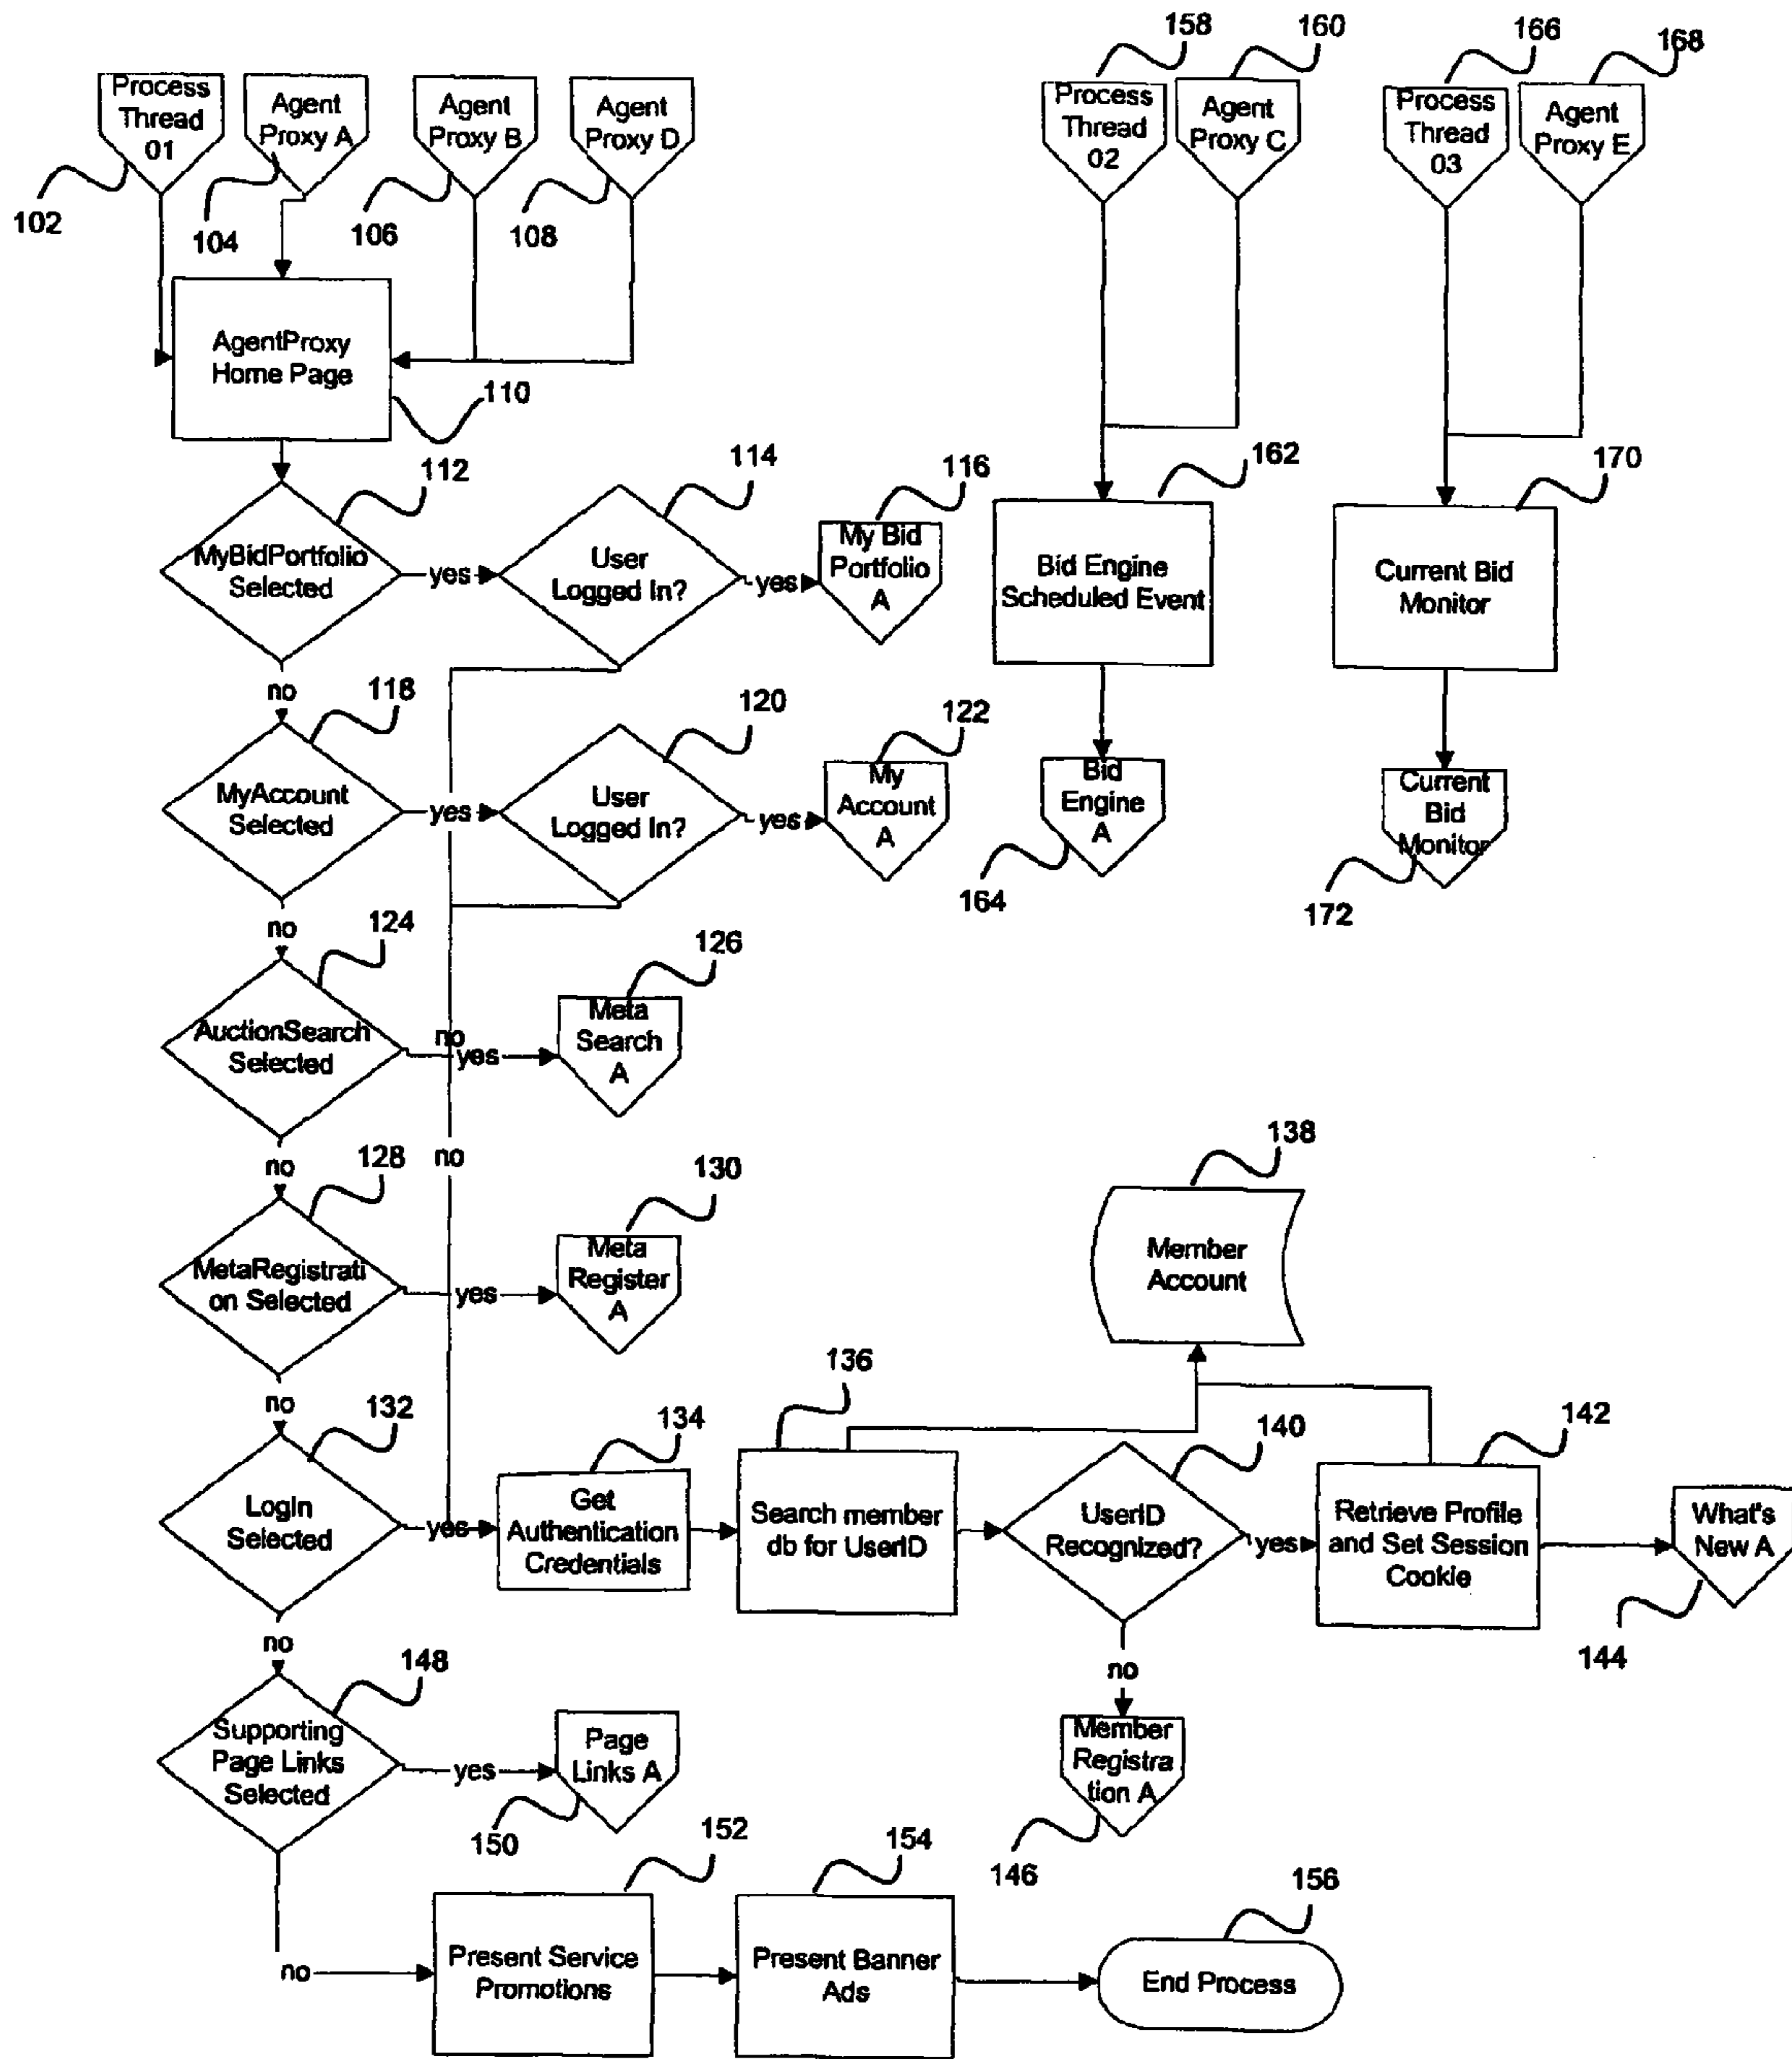 158
160
166
168
Process
Thread
01
Agent
Proxy A
Agent
Proxy B
Agent
Proxy D
Process
Thread
02
Agent
Proxy C
Process
Thread
03
Agent
Proxy E
102
104
106
108
AgentProxy
Home Page
110
112
114
116
162
170
MyBidPortfolio
Selected
yes
User
Logged In?
yes
My Bid
Portfolio
A
Bid Engine
Scheduled Event
Current Bid
Monitor
no
118
120
122
MyAccount
Selected
yes
User
Logged In?
yes
My
Account
A
Bid
Engine
A
Current
Bid
Monitor
164
172
no
124
126
AuctionSearch
Selected
no
yes
Meta
Search
A
no
128
no
130
138
MetaRegistrati
on Selected
yes
Meta
Register
A
Member
Account
no
132
134
136
140
142
Login
Selected
yes
Get
Authentication
Credentials
Search member
db for UserID
UserID
Recognized?
yes
Retrieve Profile
and Set Session
Cookie
What's
New A
144
no
148
no
Supporting
Page Links
Selected
yes
Page
Links A
Member
Registra
tion A
150
152
154
146
156
no
Present Service
Promotions
Present Banner
Ads
End Process